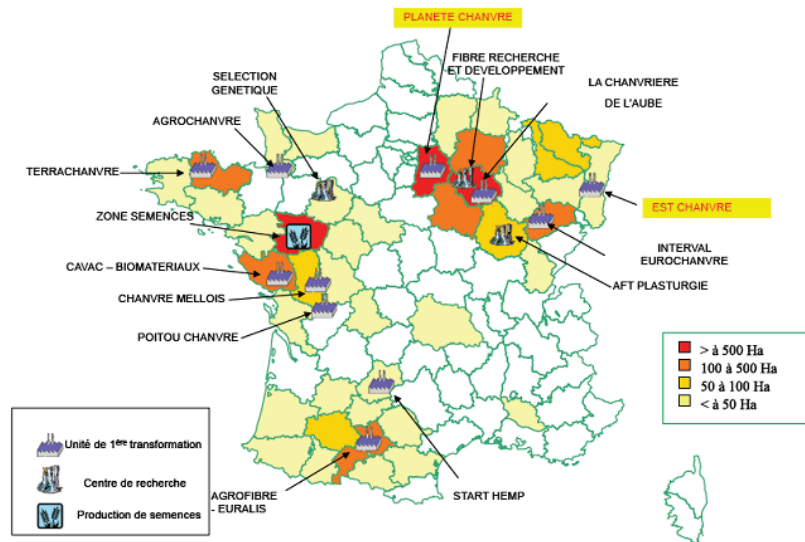 PLANETE CHANVRE
FIBRE RECHERCHE
ET DEVELOPPEMENT
SELECTION
GENETIQUE
LA CHANVRIERE
DE L'AUBE
AGROCHANVRE
TERRACHANVRE
EST CHANVRE
ZONE SEMENCES
INTERVAL
EUROCHANVRE
CAVAC – BIOMATERIAUX
AFT PLASTURGIE
CHANVRE MELLOIS
POITOU CHANVRE
> à 500 Ha
100 à 500 Ha
50 à 100 Ha
< à 50 Ha
Unité de 1ère transformation
Centre de recherche
Production de semences
AGROFIBRE
- EURALIS
START HEMP